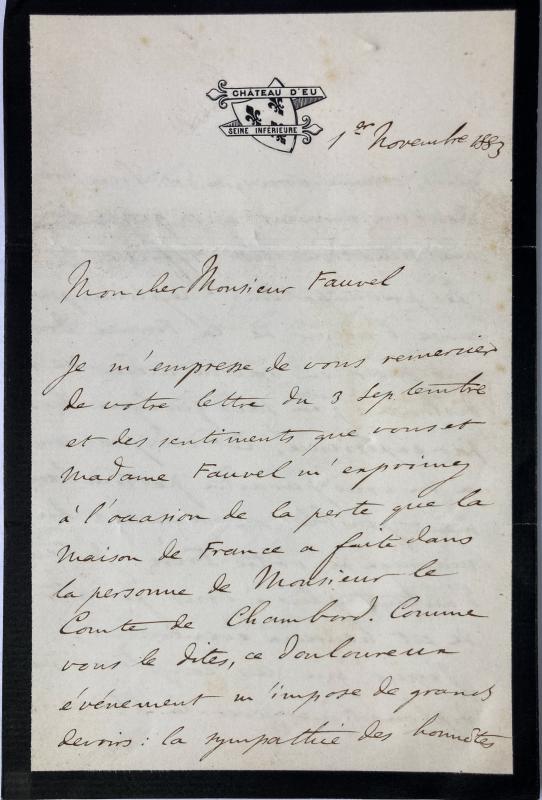 CHÂTEAU D'EU
SEINE INFÉRIEURE
1er Novembre 1883
Mon cher Monsieur Fauvel
Je m'empresse de vous remercier
de votre lettre du 3 Septembre
et des sentiments que vous et
Madame Fauvel m'exprimez
à l'occasion de la perte que la
Maison de France a faite dans
la personne de Monsieur le
Comte de Chambord. Comme
vous le dites, ce douloureux
événement m'impose de grands
devoirs : la sympathie des honnêtes